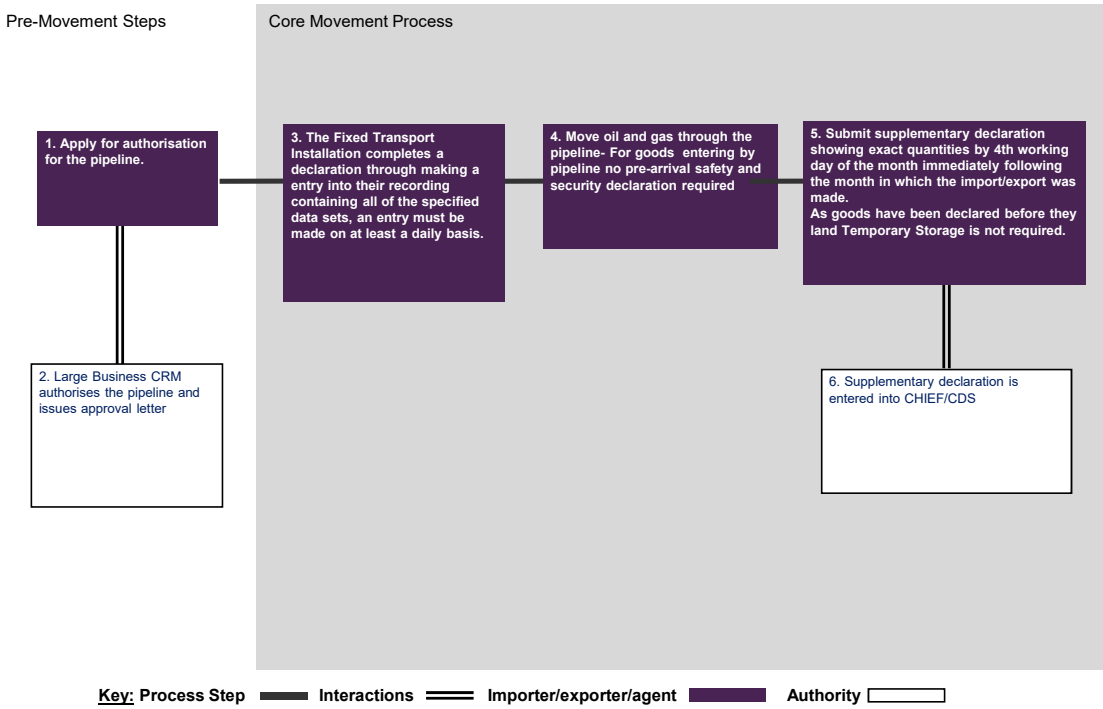 Pre-Movement Steps
Core Movement Process
1. Apply for authorisation
for the pipeline.
3. The Fixed Transport
Installation completes a
declaration through making a
entry into their recording
containing all of the specified
data sets, an entry must be
made on at least a daily basis.
4. Move oil and gas through the
pipeline- For goods entering by
pipeline no pre-arrival safety and
security declaration required
5. Submit supplementary declaration
showing exact quantities by 4th working
day of the month immediately following
the month in which the import/export was
made.
As goods have been declared before they
land Temporary Storage is not required.
2. Large Business CRM
authorises the pipeline and
issues approval letter
6. Supplementary declaration is
entered into CHIEF/CDS
Key: Process Step Interactions Importer/exporter/agent Authority